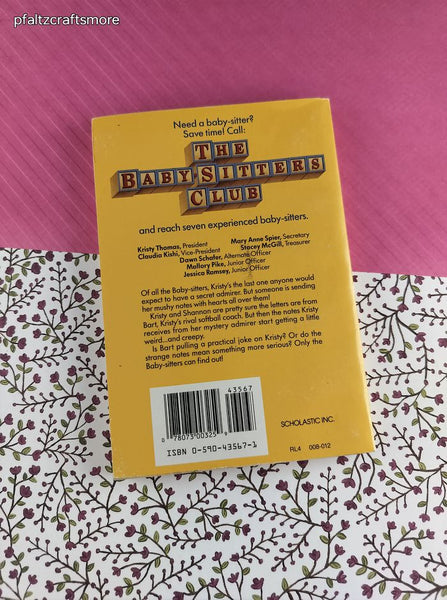 pfaltzcraftsmore
Need a baby-sitter?
Save time! Call:
THE
BABY-SITTERS
CLUB
and reach seven experienced baby-sitters.
Kristy Thomas, President
Mary Anne Spier, Secretary
Claudia Kishi, Vice-President
Stacey McGill, Treasurer
Dawn Schafer, Alternate Officer
Mallory Pike, Junior Officer
Jessica Ramsey, Junior Officer
Of all the Baby-sitters, Kristy's the last one anyone would
expect to have a secret admirer. But someone is sending
her mushy notes with hearts all over them!
Kristy and Shannon are pretty sure the letters are from
Bart, Kristy's rival softball coach. But then the notes Kristy
receives from her mystery admirer start getting a little
weird...and creepy.
Is Bart pulling a practical joke on Kristy? Or do the
strange notes mean something more serious? Only the
Baby-sitters can find out!
43567
0 78073 00325
ISBN 0-590-43567-1
SCHOLASTIC INC.
RL4 008-012